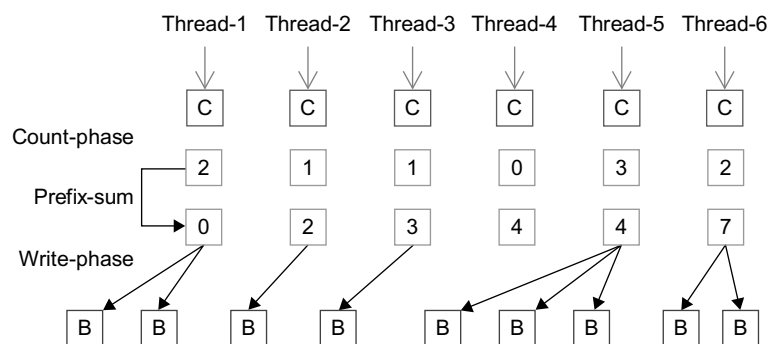 Thread-1 Thread-2 Thread-3 Thread-4 Thread-5 Thread-6
C C C C C C
Count-phase
2 1 1 0 3 2
Prefix-sum
0 2 3 4 4 7
Write-phase
B B B B B B B B B